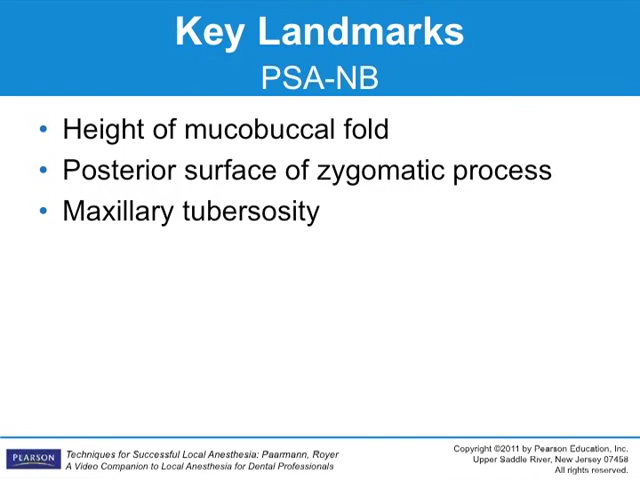 Key Landmarks
PSA-NB
• Height of mucobuccal fold
• Posterior surface of zygomatic process
• Maxillary tubersosity
PEARSON
Techniques for Successful Local Anesthesia: Paarmann, Royer
A Video Companion to Local Anesthesia for Dental Professionals
Copyright ©2011 by Pearson Education, Inc.
Upper Saddle River, New Jersey 07458
All rights reserved.